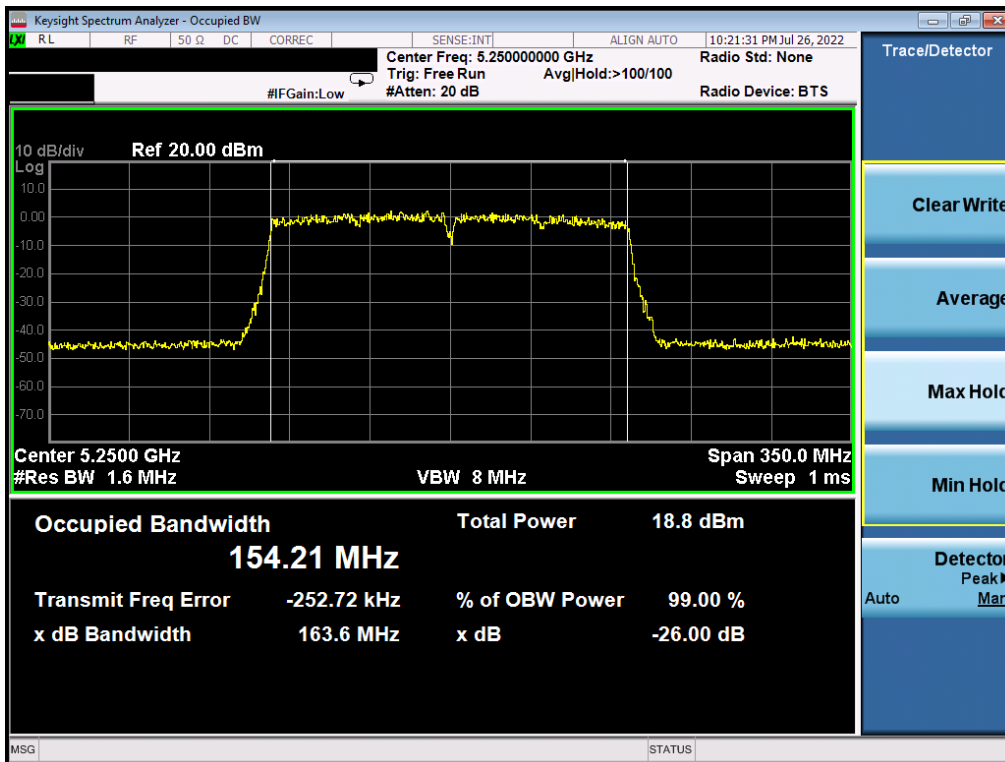 Keysight Spectrum Analyzer - Occupied BW
LXI RL RF 50 Ω DC CORREC SENSE:INT ALIGN AUTO 10:21:31 PM Jul 26, 2022
Center Freq: 5.250000000 GHz Radio Std: None
Trig: Free Run Avg|Hold:>100/100
#IFGain:Low #Atten: 20 dB Radio Device: BTS
10 dB/div Ref 20.00 dBm
Log
10.0
0.00
-10.0
-20.0
-30.0
-40.0
-50.0
-60.0
-70.0
Center 5.2500 GHz Span 350.0 MHz
#Res BW 1.6 MHz VBW 8 MHz Sweep 1 ms
Occupied Bandwidth Total Power 18.8 dBm
154.21 MHz
Transmit Freq Error -252.72 kHz % of OBW Power 99.00 %
x dB Bandwidth 163.6 MHz x dB -26.00 dB
MSG STATUS
Trace/Detector
Clear Write
Average
Max Hold
Min Hold
Detector
Peak
Auto Man